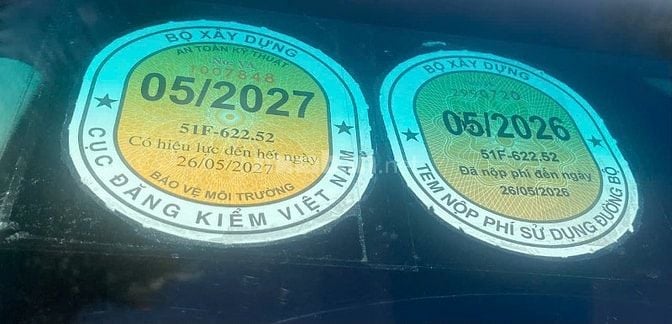 BỘ XÂY DỰNG
AN TOÀN KỸ THUẬT
1007848
05/2027
51F-622.52
Có hiệu lực đến hết ngày
26/05/2027
BẢO VỆ MÔI TRƯỜNG
CỤC ĐĂNG KIỂM VIỆT NAM
BỘ XÂY DỰNG
2990720
05/2026
51F-622.52
Đã nộp phí đến ngày
26/05/2026
TEM NỘP PHÍ SỬ DỤNG ĐƯỜNG BỘ